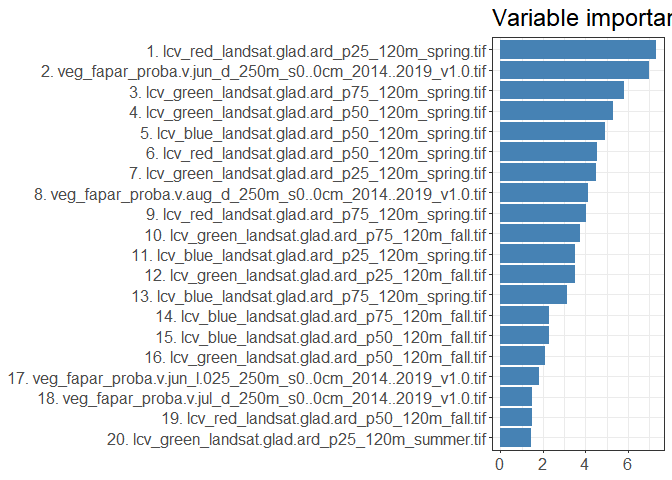 Variable importan
1. lcv_red_landsat.glad.ard_p25_120m_spring.tif
2. veg_fapar_proba.v.jun_d_250m_s0..0cm_2014..2019_v1.0.tif
3. lcv_green_landsat.glad.ard_p75_120m_spring.tif
4. lcv_green_landsat.glad.ard_p50_120m_spring.tif
5. lcv_blue_landsat.glad.ard_p50_120m_spring.tif
6. lcv_red_landsat.glad.ard_p50_120m_spring.tif
7. lcv_green_landsat.glad.ard_p25_120m_spring.tif
8. veg_fapar_proba.v.aug_d_250m_s0..0cm_2014..2019_v1.0.tif
9. lcv_red_landsat.glad.ard_p75_120m_spring.tif
10. lcv_green_landsat.glad.ard_p75_120m_fall.tif
11. lcv_blue_landsat.glad.ard_p25_120m_spring.tif
12. lcv_green_landsat.glad.ard_p25_120m_fall.tif
13. lcv_blue_landsat.glad.ard_p75_120m_spring.tif
14. lcv_blue_landsat.glad.ard_p75_120m_fall.tif
15. lcv_blue_landsat.glad.ard_p50_120m_fall.tif
16. lcv_green_landsat.glad.ard_p50_120m_fall.tif
17. veg_fapar_proba.v.jun_l.025_250m_s0..0cm_2014..2019_v1.0.tif
18. veg_fapar_proba.v.jul_d_250m_s0..0cm_2014..2019_v1.0.tif
19. lcv_red_landsat.glad.ard_p50_120m_fall.tif
20. lcv_green_landsat.glad.ard_p25_120m_summer.tif
0 2 4 6